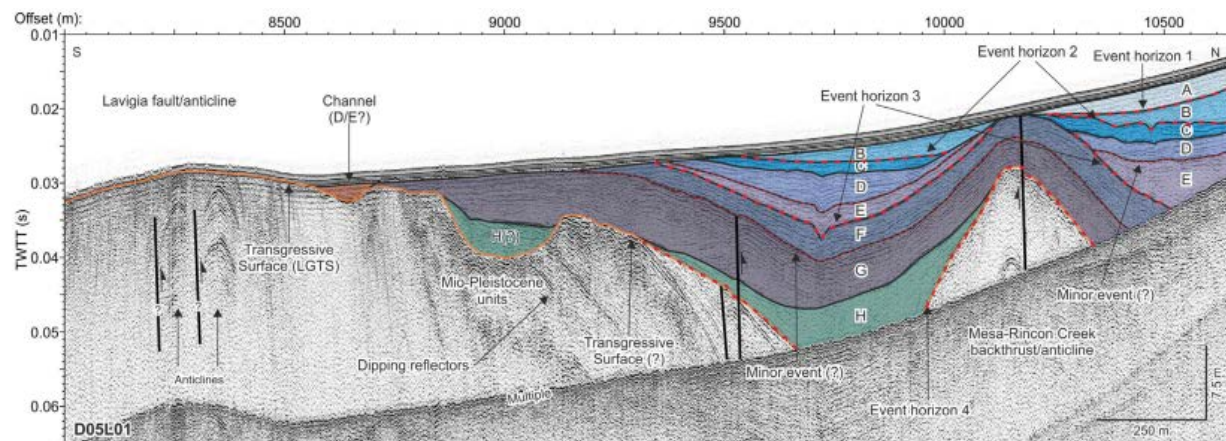 Offset (m):
8500
9000
9500
10000
10500
0.01
0.02
0.03
0.04
0.05
0.06
TWTT (s)
S
N
Lavigia fault/anticline
Channel
(D/E?)
Event horizon 3
Event horizon 2
Event horizon 1
A
B
C
D
E
B
C
D
E
F
G
H
H(?)
?
?
Transgressive
Surface (LGTS)
Mio-Pleistocene
units
Dipping reflectors
Transgressive
Surface (?)
Anticlines
Multiple
Minor event (?)
Minor event (?)
Event horizon 4
Mesa-Rincon Creek
backthrust/anticline
7.5 m
250 m
D05L01